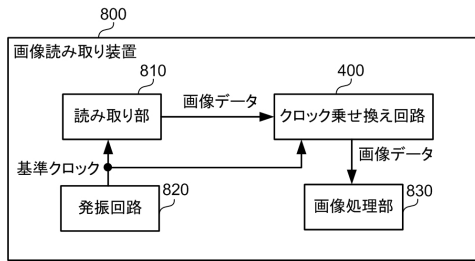 800
画像読み取り装置
810
400
読み取り部
画像データ
クロック乗せ換え回路
基準クロック
画像データ
820
発振回路
画像処理部
830